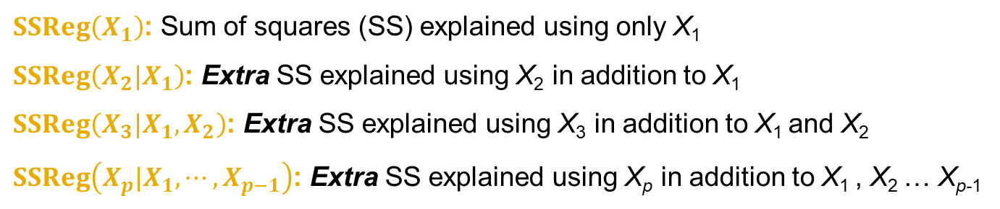 SSReg(X₁): Sum of squares (SS) explained using only X₁
SSReg(X₂|X₁): Extra SS explained using X₂ in addition to X₁
SSReg(X₃|X₁, X₂): Extra SS explained using X₃ in addition to X₁ and X₂
SSReg(Xₚ|X₁, ⋯, Xₚ₋₁): Extra SS explained using Xₚ in addition to X₁ , X₂ … Xₚ₋₁